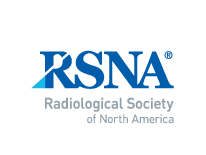 RSNA®
Radiological Society
of North America